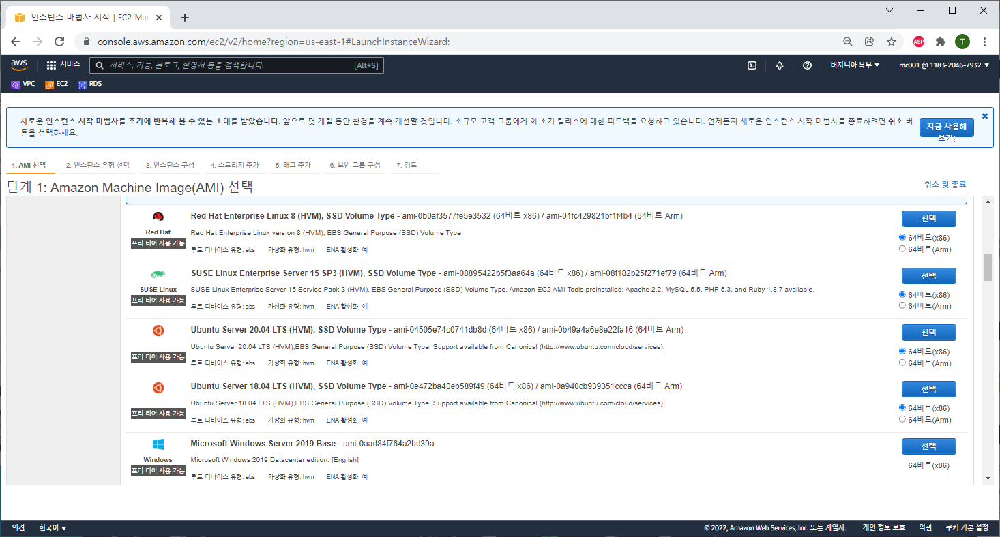 인스턴스 마법사 시작 | EC2 Mar
console.aws.amazon.com/ec2/v2/home?region=us-east-1#LaunchInstanceWizard:
ABP
T
aws
서비스
서비스, 기능, 블로그, 설명서 등을 검색합니다.
[Alt+S]
버지니아 북부
mc001 @ 1183-2046-7932
VPC
EC2
RDS
새로운 인스턴스 시작 마법사를 조기에 반복해 볼 수 있는 초대를 받았습니다. 앞으로 몇 개월 동안 환경을 계속 개선할 것입니다. 소규모 고객 그룹에게 이 초기 릴리스에 대한 피드백을 요청하고 있습니다. 언제든지 새로운 인스턴스 시작 마법사를 종료하려면 취소 버
튼을 선택하세요.
지금 사용해
보기!
1. AMI 선택
2. 인스턴스 유형 선택
3. 인스턴스 구성
4. 스토리지 추가
5. 태그 추가
6. 보안 그룹 구성
7. 검토
단계 1: Amazon Machine Image(AMI) 선택
취소 및 종료
Red Hat
프리 티어 사용 가능
Red Hat Enterprise Linux 8 (HVM), SSD Volume Type - ami-0b0af3577fe5e3532 (64비트 x86) / ami-01fc429821bf1f4b4 (64비트 Arm)
Red Hat Enterprise Linux version 8 (HVM), EBS General Purpose (SSD) Volume Type
루트 디바이스 유형: ebs 가상화 유형: hvm ENA 활성화: 예
선택
64비트(x86)
64비트(Arm)
SUSE Linux
프리 티어 사용 가능
SUSE Linux Enterprise Server 15 SP3 (HVM), SSD Volume Type - ami-08895422b5f3aa64a (64비트 x86) / ami-08f182b25f271ef79 (64비트 Arm)
SUSE Linux Enterprise Server 15 Service Pack 3 (HVM), EBS General Purpose (SSD) Volume Type. Amazon EC2 AMI Tools preinstalled; Apache 2.2, MySQL 5.5, PHP 5.3, and Ruby 1.8.7 available.
루트 디바이스 유형: ebs 가상화 유형: hvm ENA 활성화: 예
선택
64비트(x86)
64비트(Arm)
프리 티어 사용 가능
Ubuntu Server 20.04 LTS (HVM), SSD Volume Type - ami-04505e74c0741db8d (64비트 x86) / ami-0b49a4a6e8e22fa16 (64비트 Arm)
Ubuntu Server 20.04 LTS (HVM),EBS General Purpose (SSD) Volume Type. Support available from Canonical (http://www.ubuntu.com/cloud/services).
루트 디바이스 유형: ebs 가상화 유형: hvm ENA 활성화: 예
선택
64비트(x86)
64비트(Arm)
프리 티어 사용 가능
Ubuntu Server 18.04 LTS (HVM), SSD Volume Type - ami-0e472ba40eb589f49 (64비트 x86) / ami-0a940cb939351ccca (64비트 Arm)
Ubuntu Server 18.04 LTS (HVM),EBS General Purpose (SSD) Volume Type. Support available from Canonical (http://www.ubuntu.com/cloud/services).
루트 디바이스 유형: ebs 가상화 유형: hvm ENA 활성화: 예
선택
64비트(x86)
64비트(Arm)
Windows
프리 티어 사용 가능
Microsoft Windows Server 2019 Base - ami-0aad84f764a2bd39a
Microsoft Windows 2019 Datacenter edition. [English]
루트 디바이스 유형: ebs 가상화 유형: hvm ENA 활성화: 예
선택
64비트(x86)
의견
한국어
© 2022, Amazon Web Services, Inc. 또는 계열사.
개인 정보 보호
약관
쿠키 기본 설정